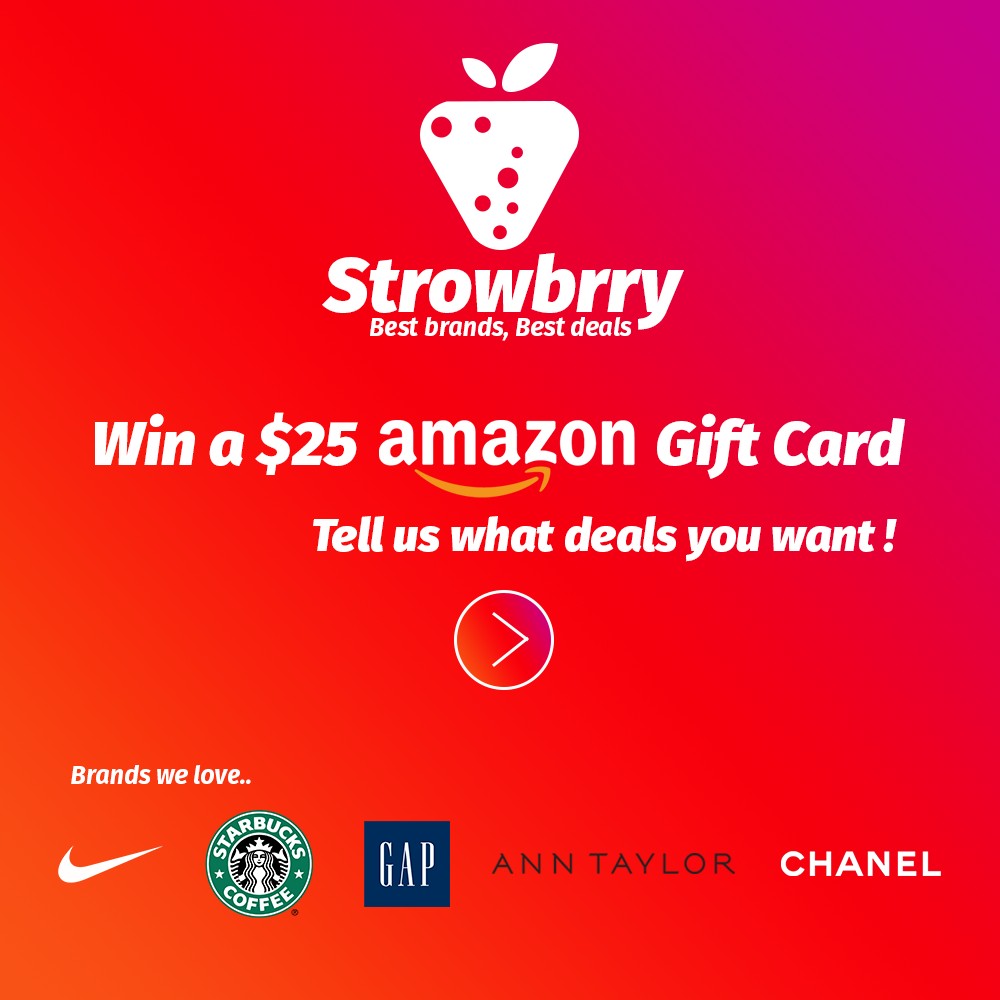 Strowbrry
Best brands, Best deals
Win a $25 amazon Gift Card
Tell us what deals you want !
Brands we love..
STARBUCKS
COFFEE
®
GAP
ANN TAYLOR
CHANEL